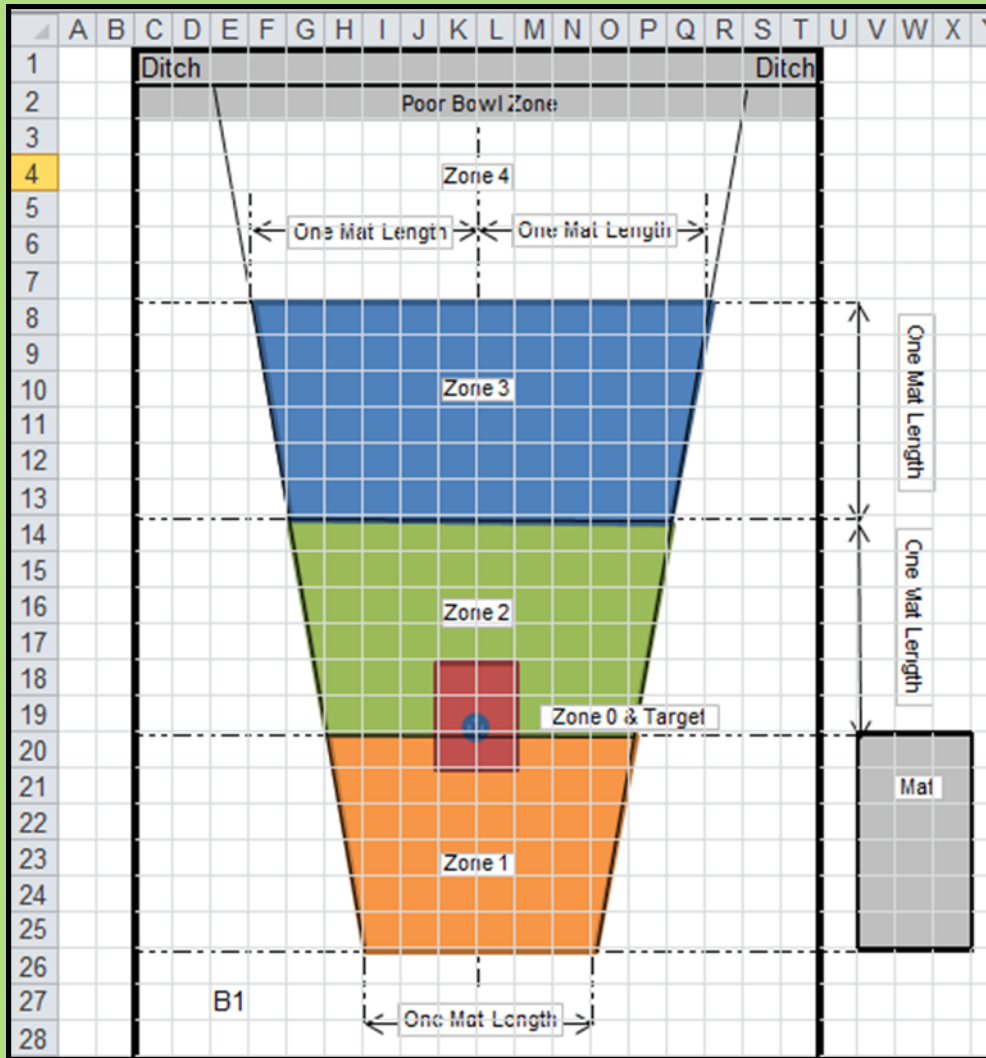 A B C D E F G H I J K L M N O P Q R S T U V W X Y
1 Ditch Ditch
2 Poor Bowl Zone
3
4 Zone 4
5
6 One Mat Length One Mat Length
7
8
9 One Mat Length
10 Zone 3
11
12
13
14
15 One Mat Length
16 Zone 2
17
18
19 Zone 0 & Target
20
21 Mat
22
23 Zone 1
24
25
26
27 B1
28 One Mat Length